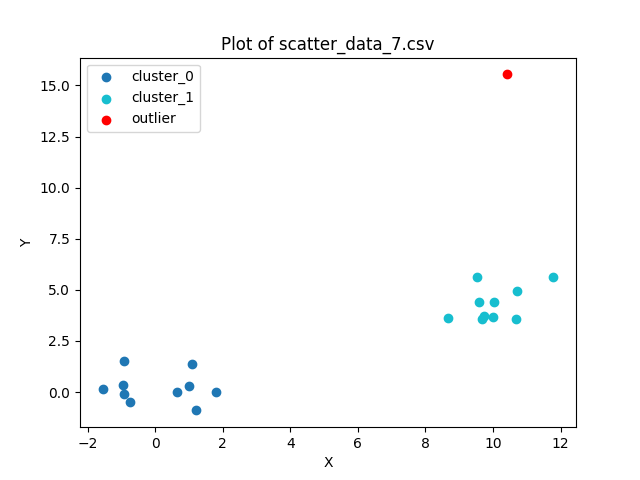 Plot of scatter_data_7.csv
cluster_0
cluster_1
outlier
15.0
12.5
10.0
7.5
5.0
2.5
0.0
Y
−2 0 2 4 6 8 10 12
X